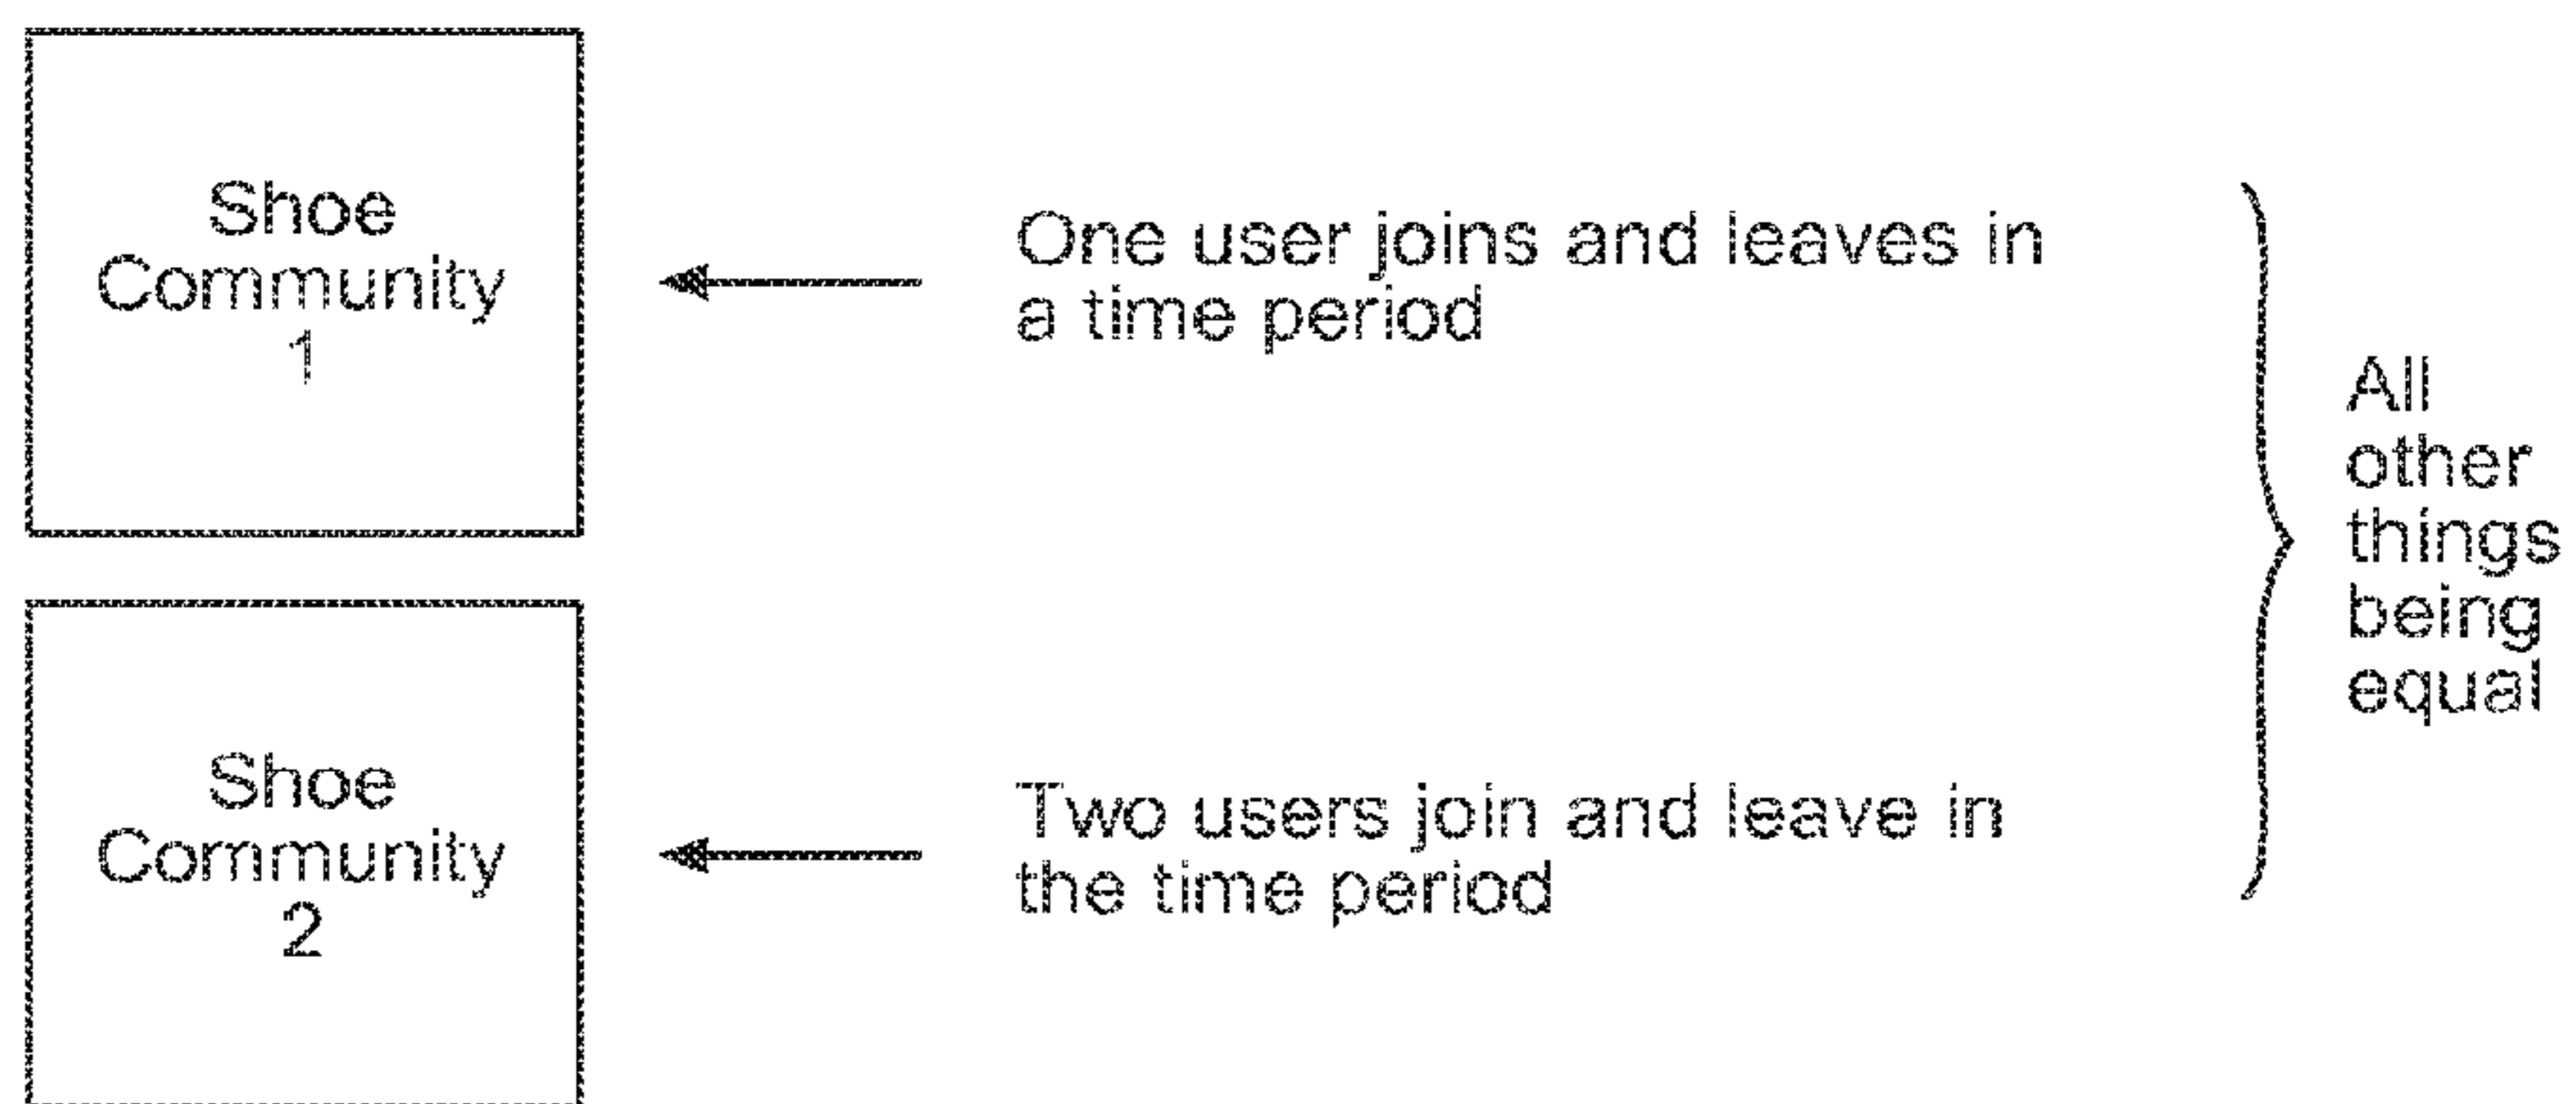 Shoe
Community
1
One user joins and leaves in
a time period
Shoe
Community
2
Two users join and leave in
the time period
All
other
things
being
equal